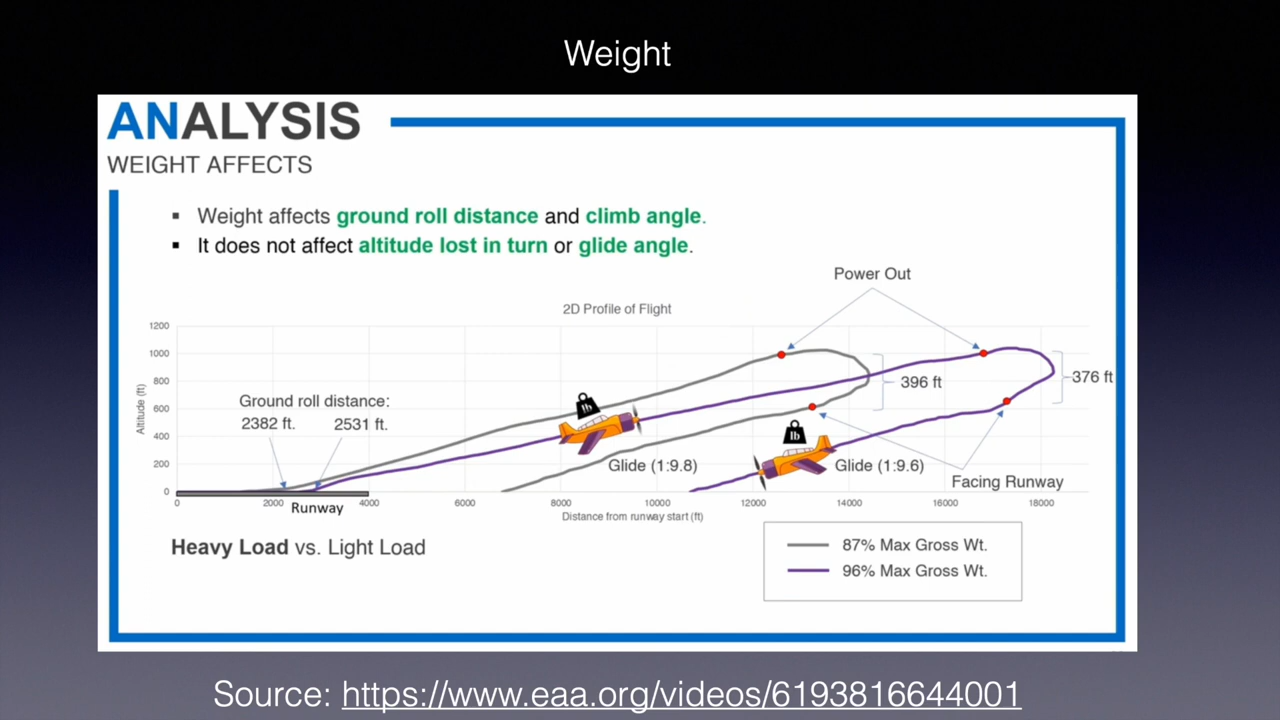 Weight
ANALYSIS
WEIGHT AFFECTS
▪ Weight affects ground roll distance and climb angle.
▪ It does not affect altitude lost in turn or glide angle.
Power Out
2D Profile of Flight
1200
1000
800
600
400
200
0
Altitude (ft)
396 ft
376 ft
Ground roll distance:
2382 ft. 2531 ft.
lb
lb
Glide (1:9.8)
Glide (1:9.6)
Facing Runway
0 2000 4000 6000 8000 10000 12000 14000 16000 18000
Runway
Distance from runway start (ft)
Heavy Load vs. Light Load
87% Max Gross Wt.
96% Max Gross Wt.
Source: https://www.eaa.org/videos/6193816644001